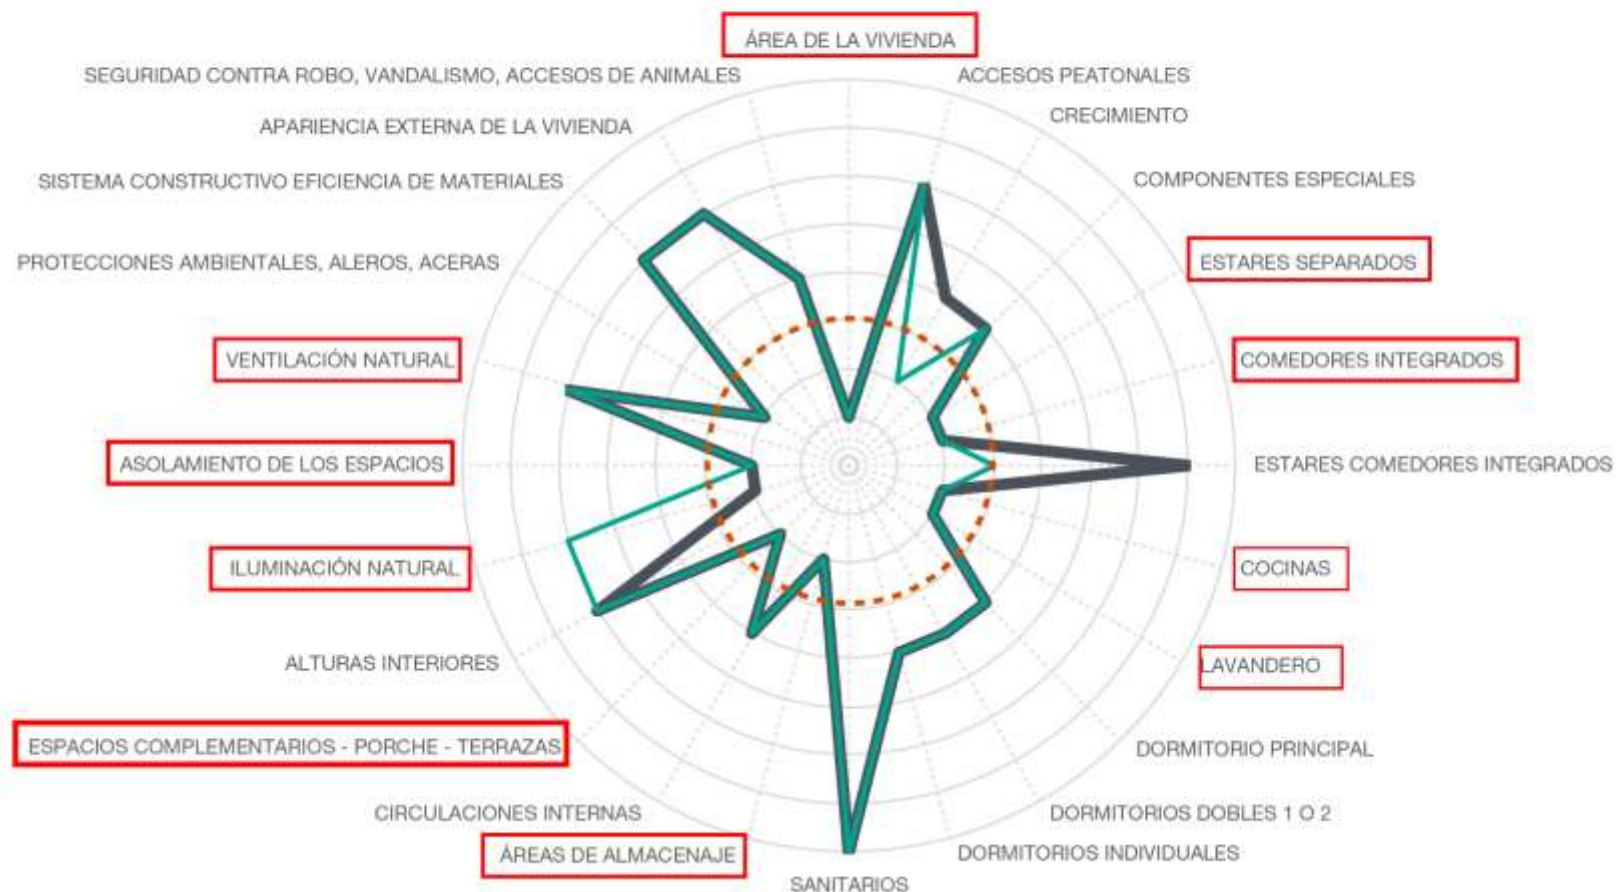 ÁREA DE LA VIVIENDA
SEGURIDAD CONTRA ROBO, VANDALISMO, ACCESOS DE ANIMALES
ACCESOS PEATONALES
APARIENCIA EXTERNA DE LA VIVIENDA
CRECIMIENTO
SISTEMA CONSTRUCTIVO EFICIENCIA DE MATERIALES
COMPONENTES ESPECIALES
PROTECCIONES AMBIENTALES, ALEROS, ACERAS
ESTARES SEPARADOS
VENTILACIÓN NATURAL
COMEDORES INTEGRADOS
ASOLAMIENTO DE LOS ESPACIOS
ESTARES COMEDORES INTEGRADOS
ILUMINACIÓN NATURAL
COCINAS
ALTURAS INTERIORES
LAVANDERO
ESPACIOS COMPLEMENTARIOS - PORCHE - TERRAZAS
DORMITORIO PRINCIPAL
CIRCULACIONES INTERNAS
DORMITORIOS DOBLES 1 O 2
ÁREAS DE ALMACENAJE
DORMITORIOS INDIVIDUALES
SANITARIOS